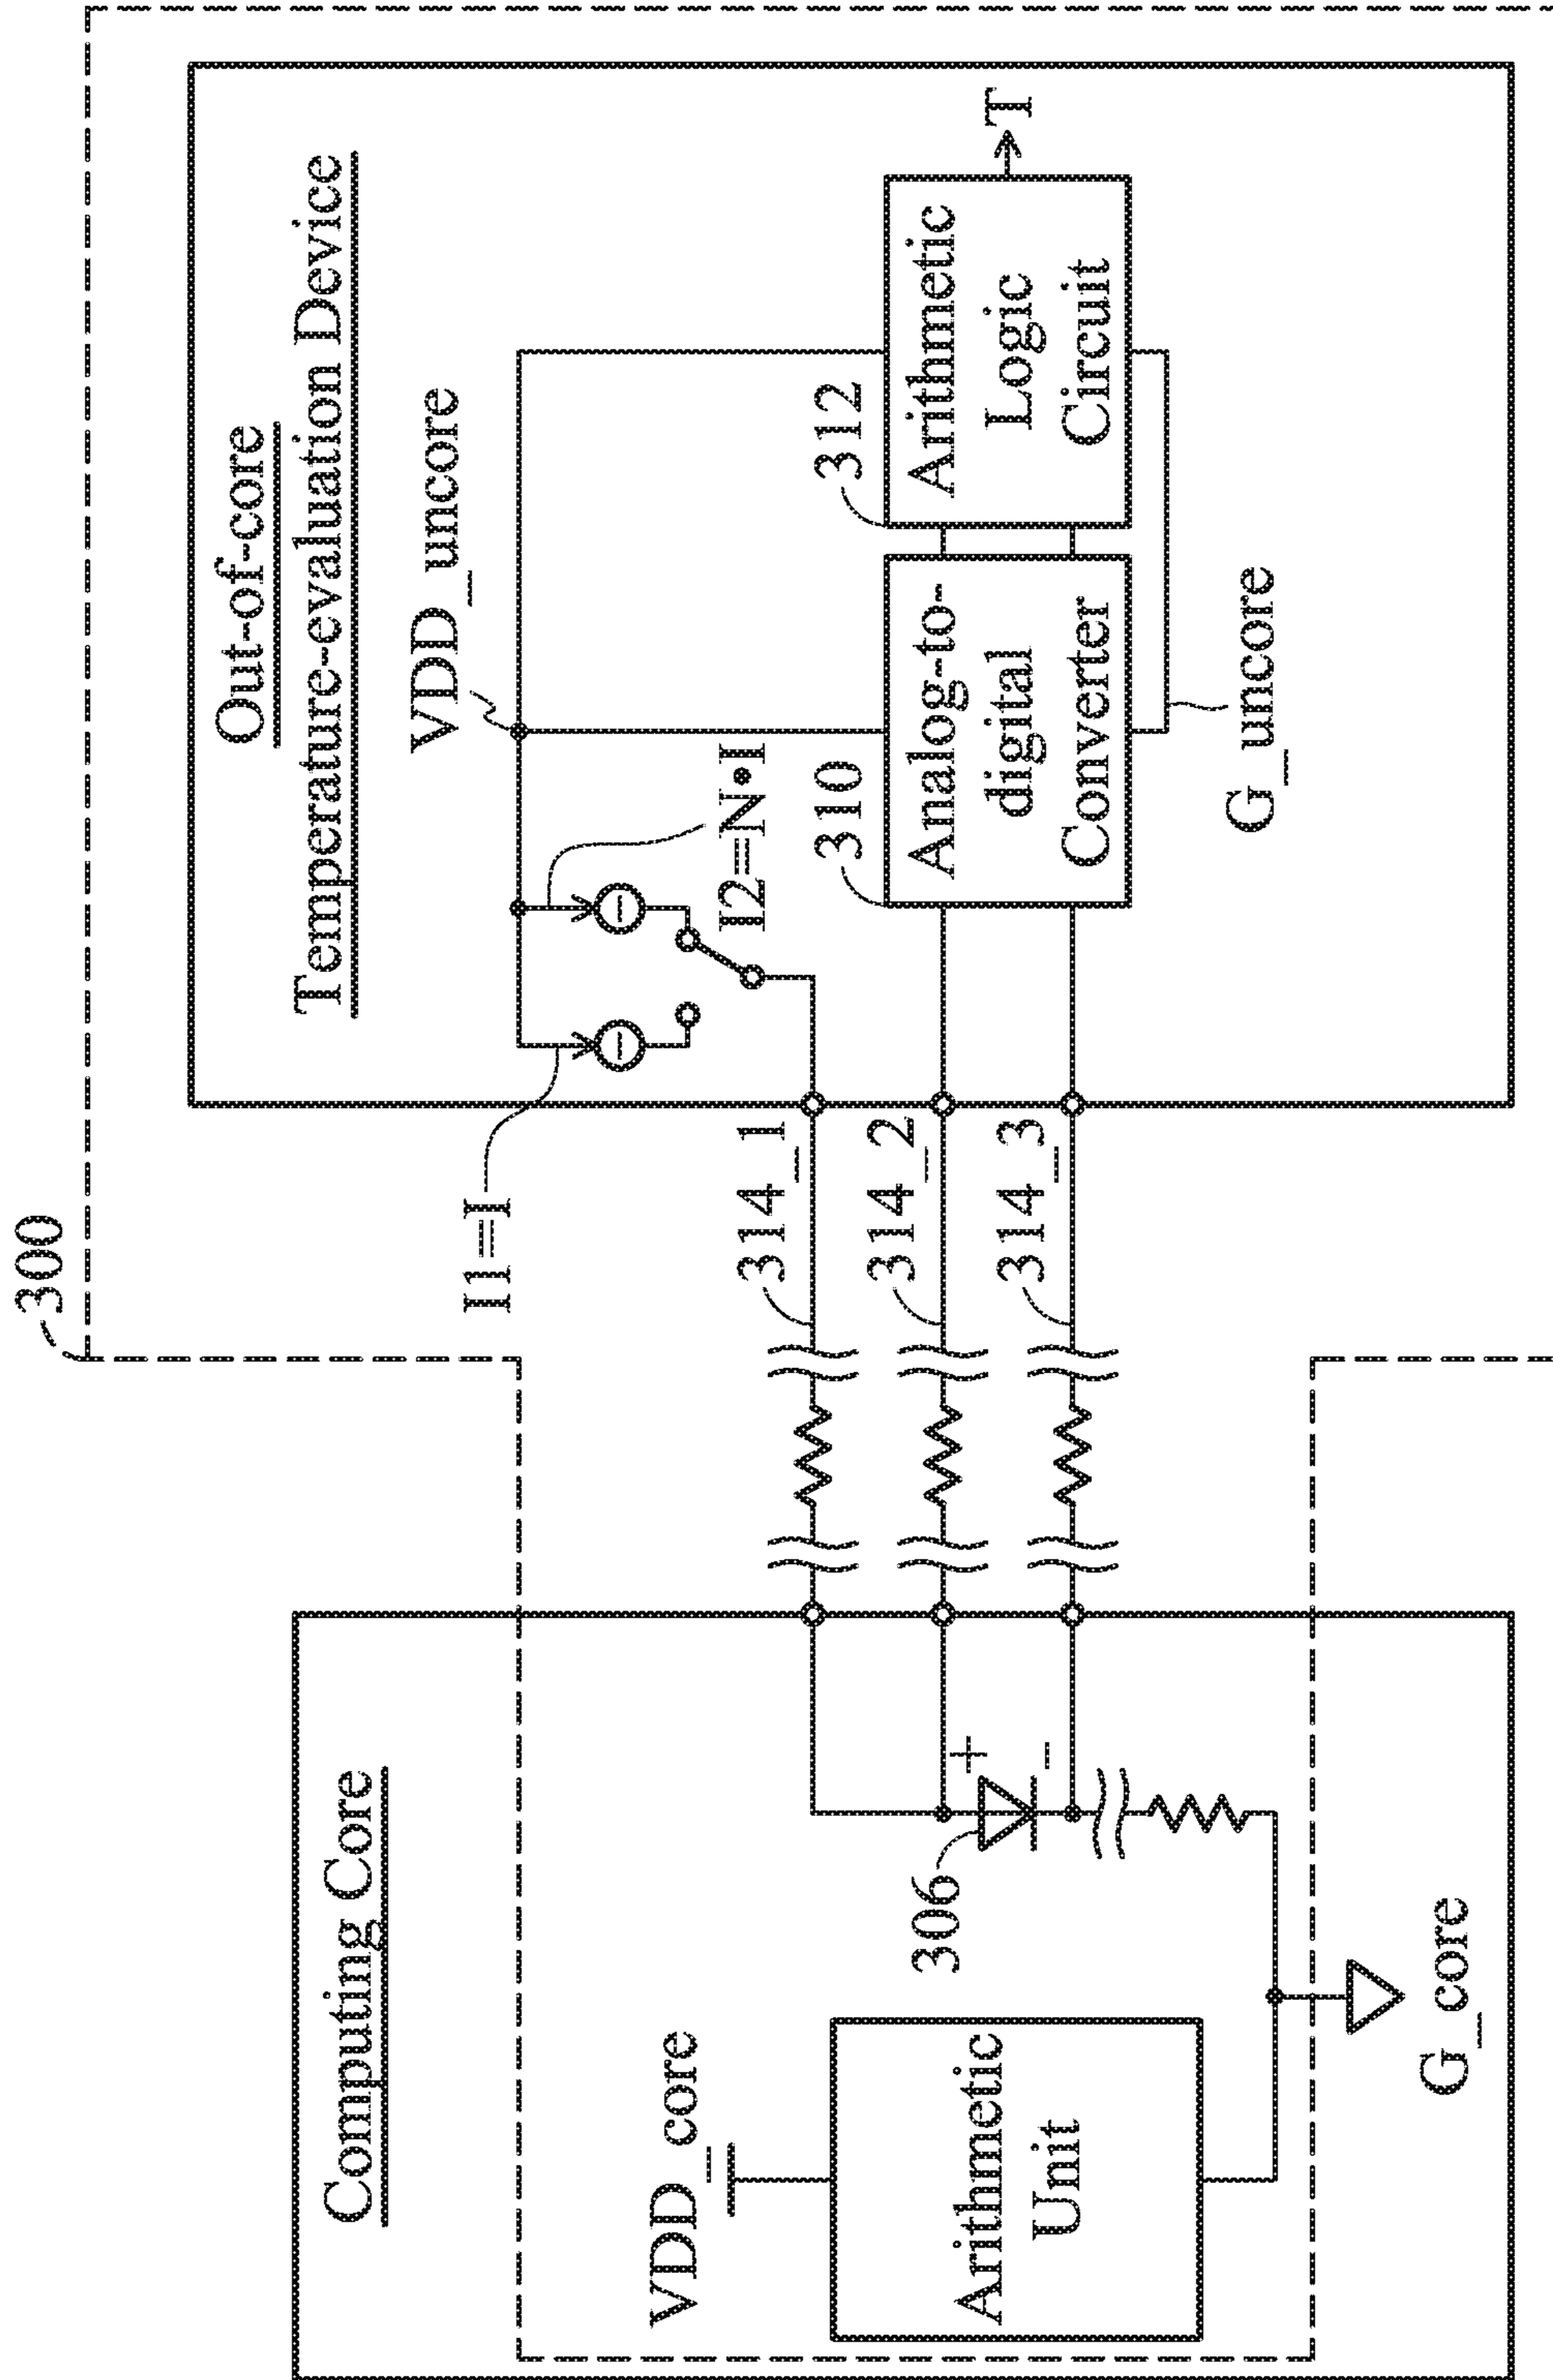 300
Out-of-core
Temperature-evaluation Device
VDD_uncore
I1=I
I2=N•I
310
312
Analog-to-
digital
Converter
Arithmetic
Logic
Circuit
T
G_uncore
314_1
314_2
314_3
Computing Core
VDD_core
Arithmetic
Unit
306
+
-
G_core